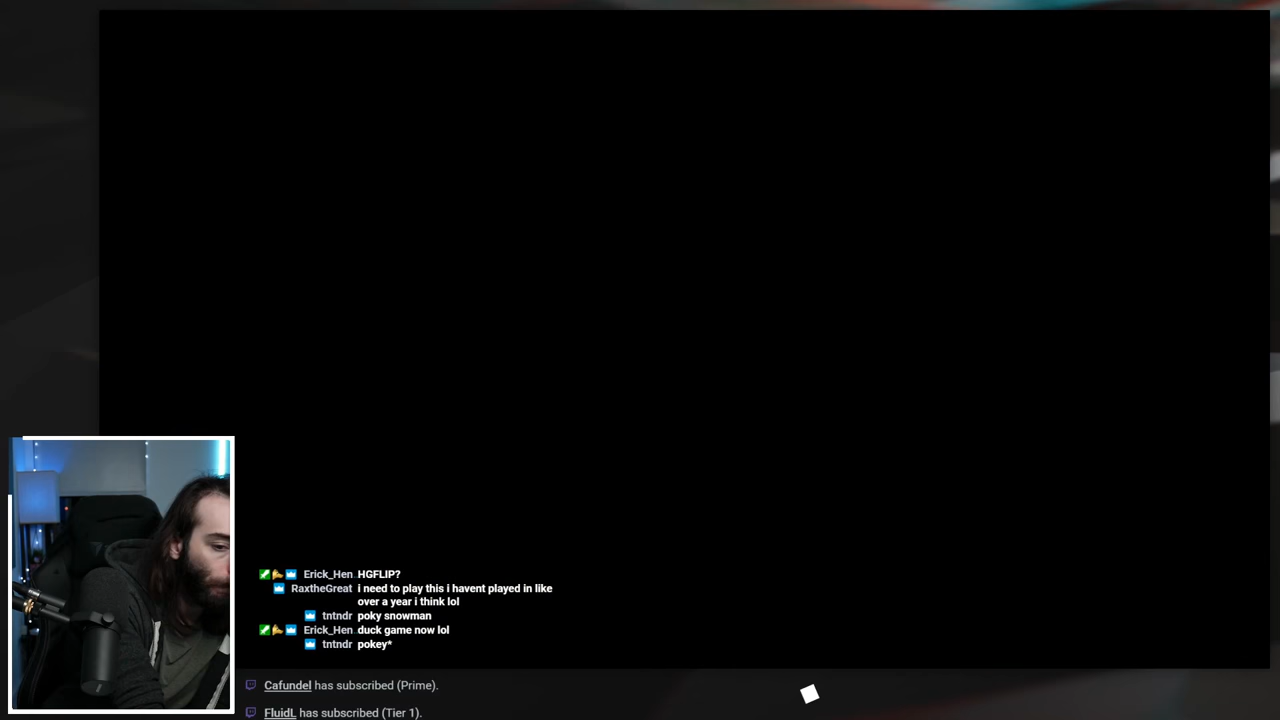 Erick_Hen HGFLIP?
RaxtheGreat i need to play this i havent played in like
over a year i think lol
tntndr poky snowman
Erick_Hen duck game now lol
tntndr pokey*
Cafundel has subscribed (Prime).
FluidL has subscribed (Tier 1).